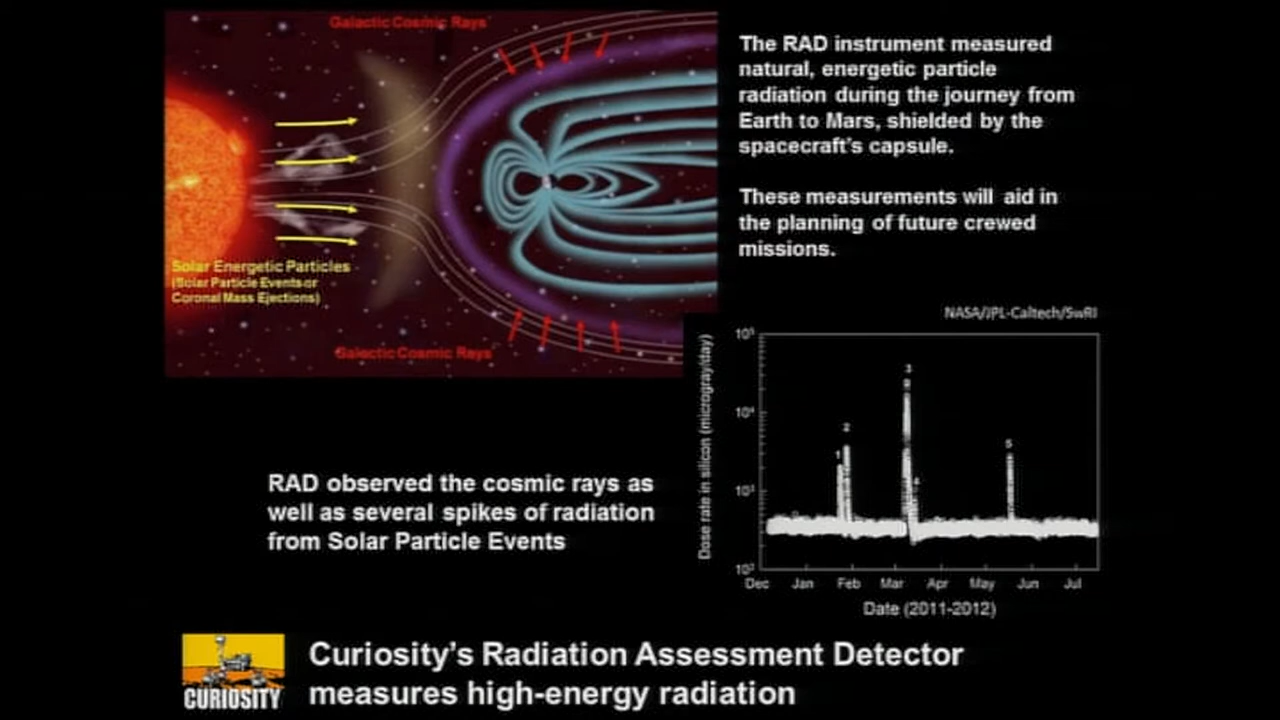 Galactic Cosmic Rays
Solar Energetic Particles
(Solar Particle Events or
Coronal Mass Ejections)
Galactic Cosmic Rays
The RAD instrument measured
natural, energetic particle
radiation during the journey from
Earth to Mars, shielded by the
spacecraft's capsule.
These measurements will aid in
the planning of future crewed
missions.
RAD observed the cosmic rays as
well as several spikes of radiation
from Solar Particle Events
NASA/JPL-Caltech/SwRI
Dose rate in silicon (microgray/day)
10⁵
10⁴
10³
10²
1
2
3
4
5
Dec Jan Feb Mar Apr May Jun Jul
Date (2011-2012)
CURIOSITY
Curiosity's Radiation Assessment Detector
measures high-energy radiation